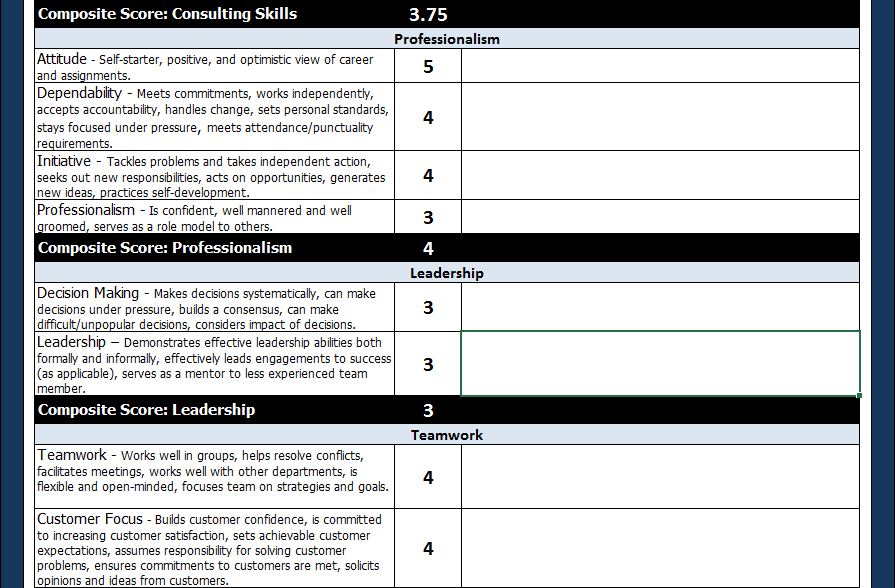 Composite Score: Consulting Skills 3.75
Professionalism
Attitude - Self-starter, positive, and optimistic view of career
and assignments.
5
Dependability - Meets commitments, works independently,
accepts accountability, handles change, sets personal standards,
stays focused under pressure, meets attendance/punctuality
requirements.
4
Initiative - Tackles problems and takes independent action,
seeks out new responsibilities, acts on opportunities, generates
new ideas, practices self-development.
4
Professionalism - Is confident, well mannered and well
groomed, serves as a role model to others.
3
Composite Score: Professionalism 4
Leadership
Decision Making - Makes decisions systematically, can make
decisions under pressure, builds a consensus, can make
difficult/unpopular decisions, considers impact of decisions.
3
Leadership – Demonstrates effective leadership abilities both
formally and informally, effectively leads engagements to success
(as applicable), serves as a mentor to less experienced team
member.
3
Composite Score: Leadership 3
Teamwork
Teamwork - Works well in groups, helps resolve conflicts,
facilitates meetings, works well with other departments, is
flexible and open-minded, focuses team on strategies and goals.
4
Customer Focus - Builds customer confidence, is committed
to increasing customer satisfaction, sets achievable customer
expectations, assumes responsibility for solving customer
problems, ensures commitments to customers are met, solicits
opinions and ideas from customers.
4